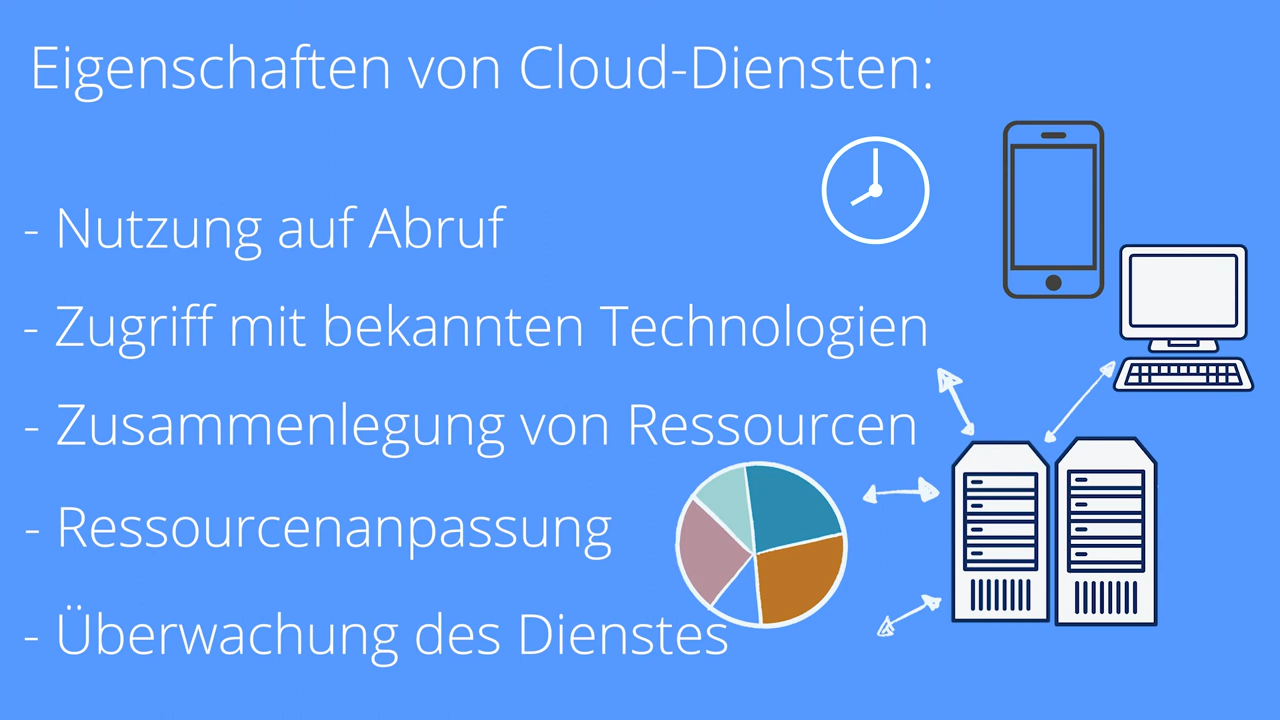 Eigenschaften von Cloud-Diensten:
- Nutzung auf Abruf
- Zugriff mit bekannten Technologien
- Zusammenlegung von Ressourcen
- Ressourcenanpassung
- Überwachung des Dienstes